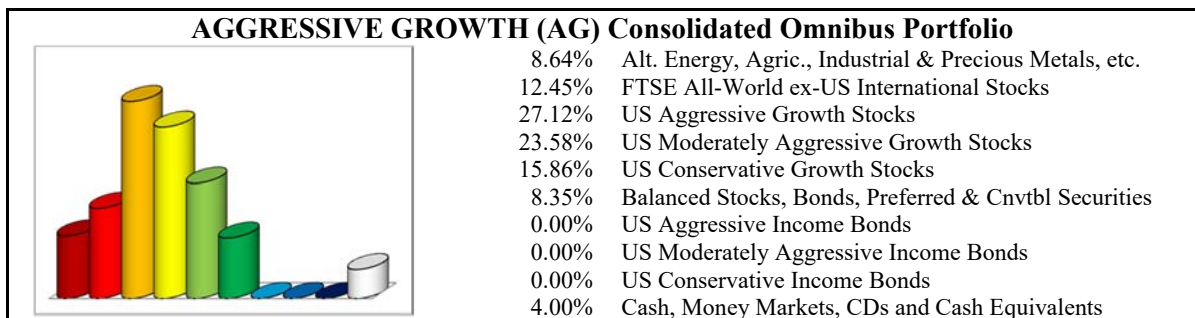 AGGRESSIVE GROWTH (AG) Consolidated Omnibus Portfolio
8.64% Alt. Energy, Agric., Industrial & Precious Metals, etc.
12.45% FTSE All-World ex-US International Stocks
27.12% US Aggressive Growth Stocks
23.58% US Moderately Aggressive Growth Stocks
15.86% US Conservative Growth Stocks
8.35% Balanced Stocks, Bonds, Preferred & Cnvtbl Securities
0.00% US Aggressive Income Bonds
0.00% US Moderately Aggressive Income Bonds
0.00% US Conservative Income Bonds
4.00% Cash, Money Markets, CDs and Cash Equivalents